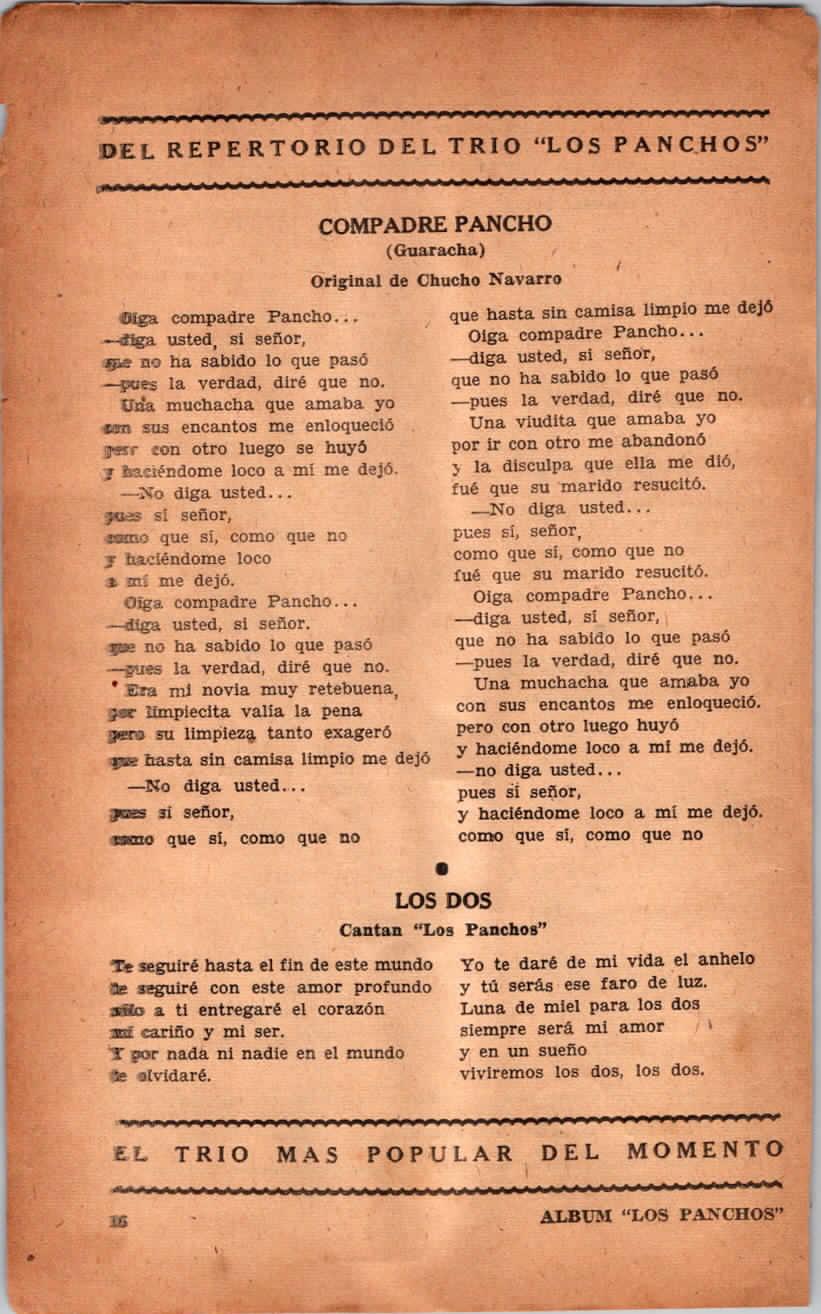 DEL REPERTORIO DEL TRIO "LOS PANCHOS"
COMPADRE PANCHO
(Guaracha)
Original de Chucho Navarro
Oiga compadre Pancho...
—diga usted, si señor,
que no ha sabido lo que pasó
—pues la verdad, diré que no.
Una muchacha que amaba yo
con sus encantos me enloqueció
pero con otro luego se huyó
y haciéndome loco a mí me dejó.
—No diga usted...
pues sí señor,
como que sí, como que no
y haciéndome loco
a mí me dejó.
Oiga compadre Pancho...
—diga usted, si señor.
que no ha sabido lo que pasó
—pues la verdad, diré que no.
Era mi novia muy retebuena,
por limpiecita valía la pena
pero su limpieza tanto exageró
que hasta sin camisa limpio me dejó
—No diga usted...
pues sí señor,
como que sí, como que no
que hasta sin camisa limpio me dejó
Oiga compadre Pancho...
—diga usted, si señor,
que no ha sabido lo que pasó
—pues la verdad, diré que no.
Una viudita que amaba yo
por ir con otro me abandonó
y la disculpa que ella me dió,
fué que su marido resucitó.
—No diga usted...
pues sí, señor,
como que sí, como que no
fué que su marido resucitó.
Oiga compadre Pancho...
—diga usted, sí señor,
que no ha sabido lo que pasó
—pues la verdad, diré que no.
Una muchacha que amaba yo
con sus encantos me enloqueció.
pero con otro luego huyó
y haciéndome loco a mí me dejó.
—no diga usted...
pues sí señor,
y haciéndome loco a mí me dejó.
como que sí, como que no
LOS DOS
Cantan "Los Panchos"
Te seguiré hasta el fin de este mundo
te seguiré con este amor profundo
sólo a ti entregaré el corazón
mi cariño y mi ser.
Y por nada ni nadie en el mundo
te olvidaré.
Yo te daré de mi vida el anhelo
y tú serás ese faro de luz.
Luna de miel para los dos
siempre será mi amor
y en un sueño
viviremos los dos, los dos.
EL TRIO MAS POPULAR DEL MOMENTO
16
ALBUM "LOS PANCHOS"